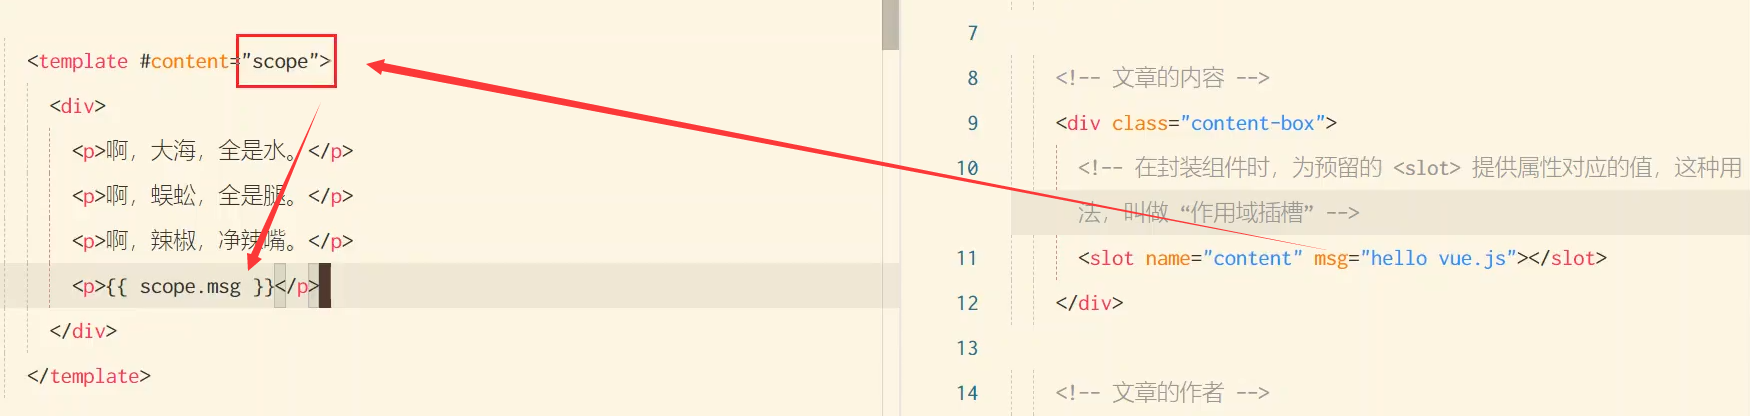 <template #content="scope">
<div>
<p>啊，大海，全是水。</p>
<p>啊，蜈蚣，全是腿。</p>
<p>啊，辣椒，净辣嘴。</p>
<p>{{ scope.msg }}</p>
</div>
</template>
7
8 <!-- 文章的内容 -->
9 <div class="content-box">
10 <!-- 在封装组件时，为预留的 <slot> 提供属性对应的值，这种用
法，叫做 “作用域插槽” -->
11 <slot name="content" msg="hello vue.js"></slot>
12 </div>
13
14 <!-- 文章的作者 -->